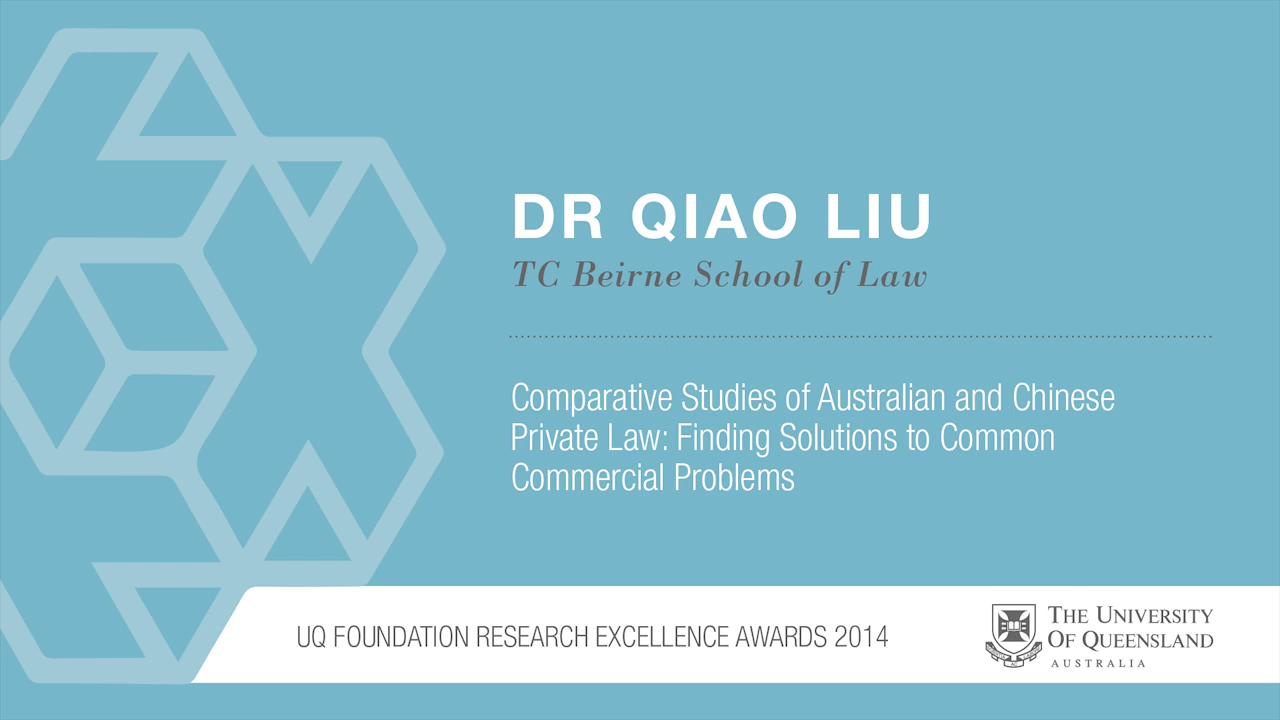 DR QIAO LIU
TC Beirne School of Law
Comparative Studies of Australian and Chinese
Private Law: Finding Solutions to Common
Commercial Problems
UQ FOUNDATION RESEARCH EXCELLENCE AWARDS 2014
THE UNIVERSITY
OF QUEENSLAND
AUSTRALIA